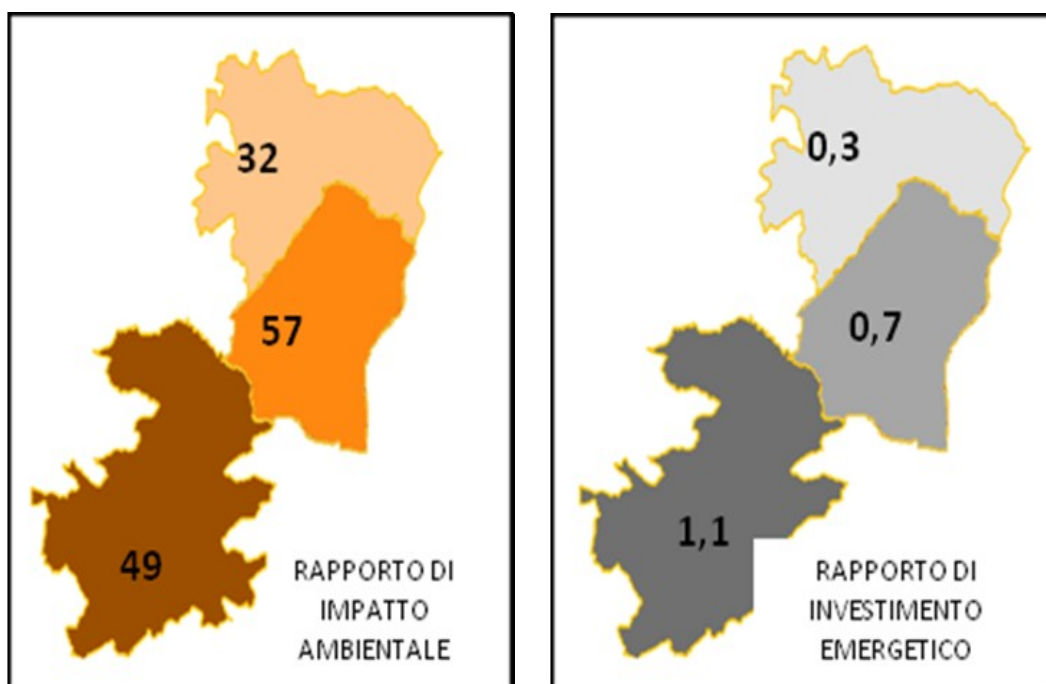 32
57
49
RAPPORTO DI
IMPATTO
AMBIENTALE
0,3
0,7
1,1
RAPPORTO DI
INVESTIMENTO
EMERGETICO